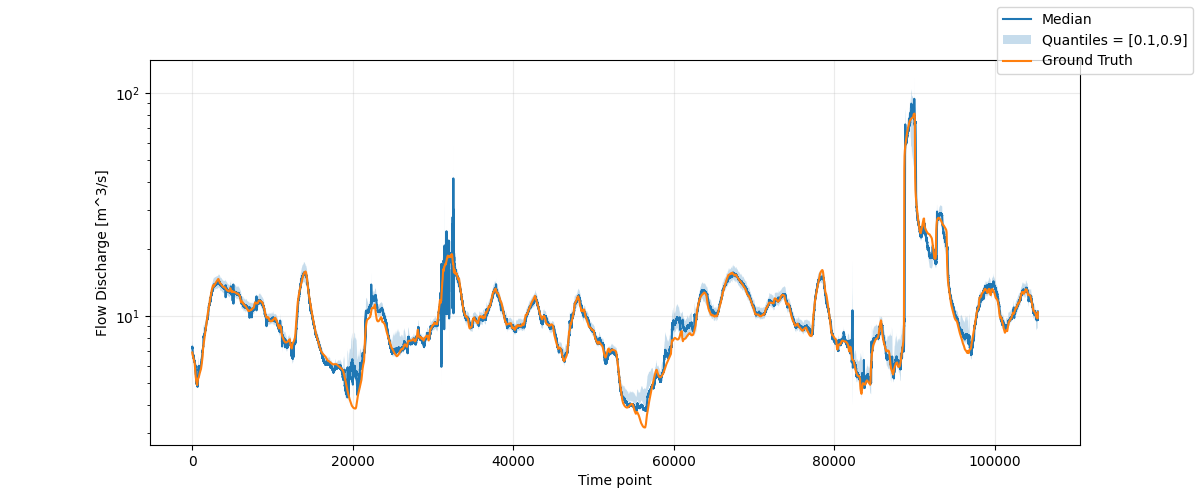 Median
Quantiles = [0.1,0.9]
Ground Truth
10^2
10^1
Flow Discharge [m^3/s]
0 20000 40000 60000 80000 100000
Time point